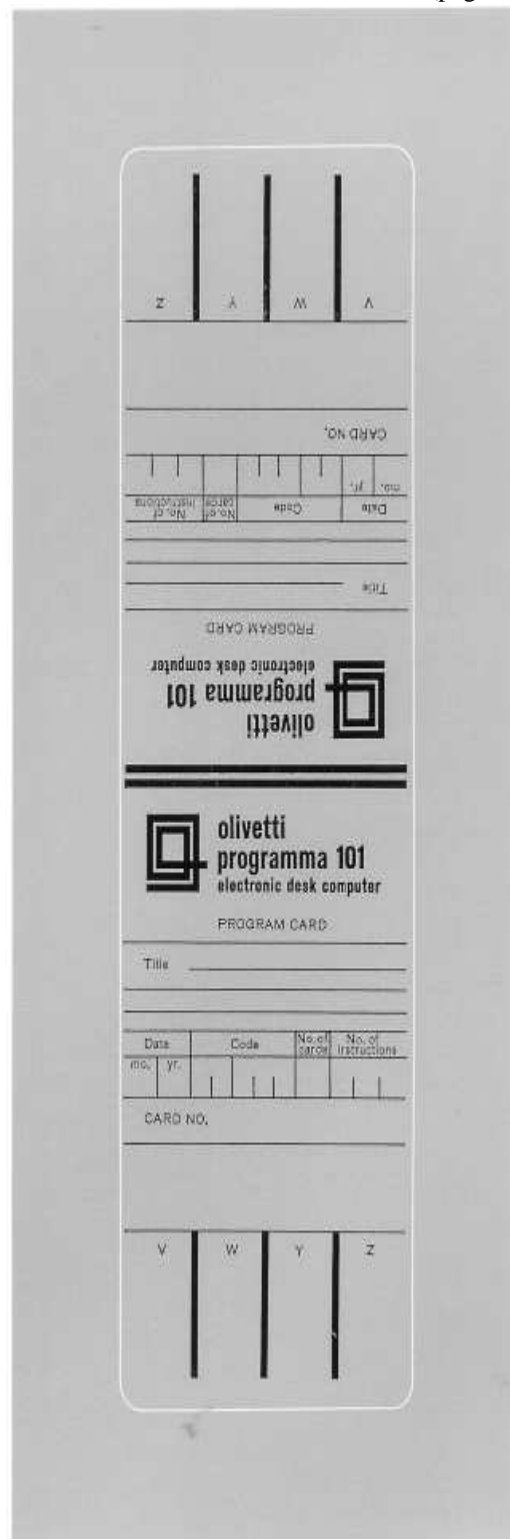 Z Y W V
CARD NO.
mo. yr.
Date Code No. of cards No. of instructions
Title
PROGRAM CARD
olivetti
programma 101
electronic desk computer
olivetti
programma 101
electronic desk computer
PROGRAM CARD
Title
Date Code No. of cards No. of instructions
mo. yr.
CARD NO.
V W Y Z